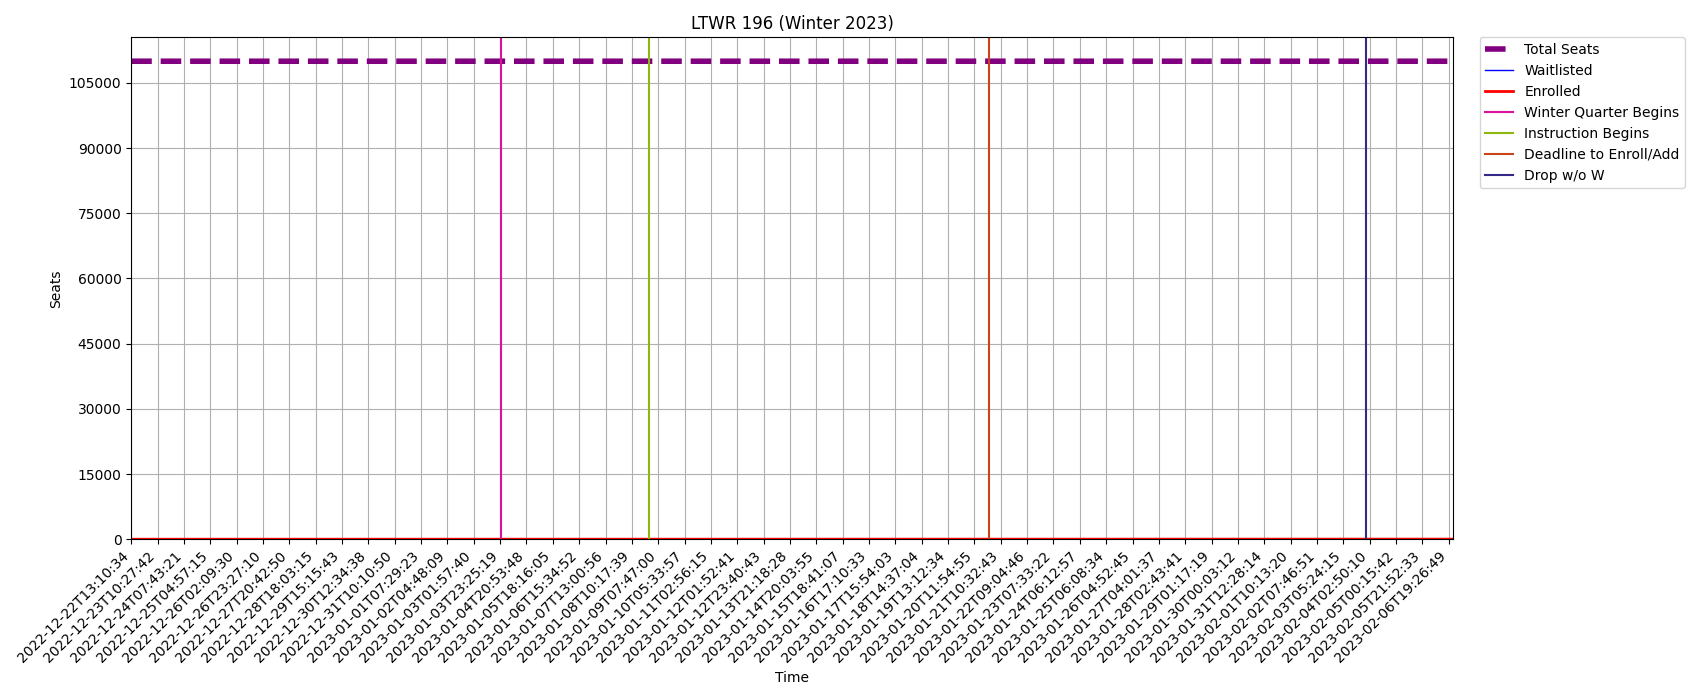 LTWR 196 (Winter 2023)
Total Seats
Waitlisted
Enrolled
Winter Quarter Begins
Instruction Begins
Deadline to Enroll/Add
Drop w/o W
Seats
105000
90000
75000
60000
45000
30000
15000
0
2022-12-22T13:10:34
2022-12-23T10:27:42
2022-12-24T07:43:21
2022-12-25T04:57:15
2022-12-26T02:09:30
2022-12-26T23:27:10
2022-12-27T20:42:50
2022-12-28T18:03:15
2022-12-29T15:15:43
2022-12-30T12:34:38
2022-12-31T10:10:50
2023-01-01T07:29:23
2023-01-02T04:48:09
2023-01-03T01:57:40
2023-01-03T23:25:19
2023-01-04T20:53:48
2023-01-05T18:16:05
2023-01-06T15:34:52
2023-01-07T13:00:56
2023-01-08T10:17:39
2023-01-09T07:47:00
2023-01-10T05:33:57
2023-01-11T02:56:15
2023-01-12T01:52:41
2023-01-12T23:40:43
2023-01-13T21:18:28
2023-01-14T20:03:55
2023-01-15T18:41:07
2023-01-16T17:10:33
2023-01-17T15:54:03
2023-01-18T14:37:04
2023-01-19T13:12:34
2023-01-20T11:54:55
2023-01-21T10:32:43
2023-01-22T09:04:46
2023-01-23T07:33:22
2023-01-24T06:12:57
2023-01-25T06:08:34
2023-01-26T04:52:45
2023-01-27T04:01:37
2023-01-28T02:43:41
2023-01-29T01:17:19
2023-01-30T00:03:12
2023-01-31T12:28:14
2023-02-01T10:13:20
2023-02-02T07:46:51
2023-02-03T05:24:15
2023-02-04T02:50:10
2023-02-05T00:15:42
2023-02-05T21:52:33
2023-02-06T19:26:49
Time